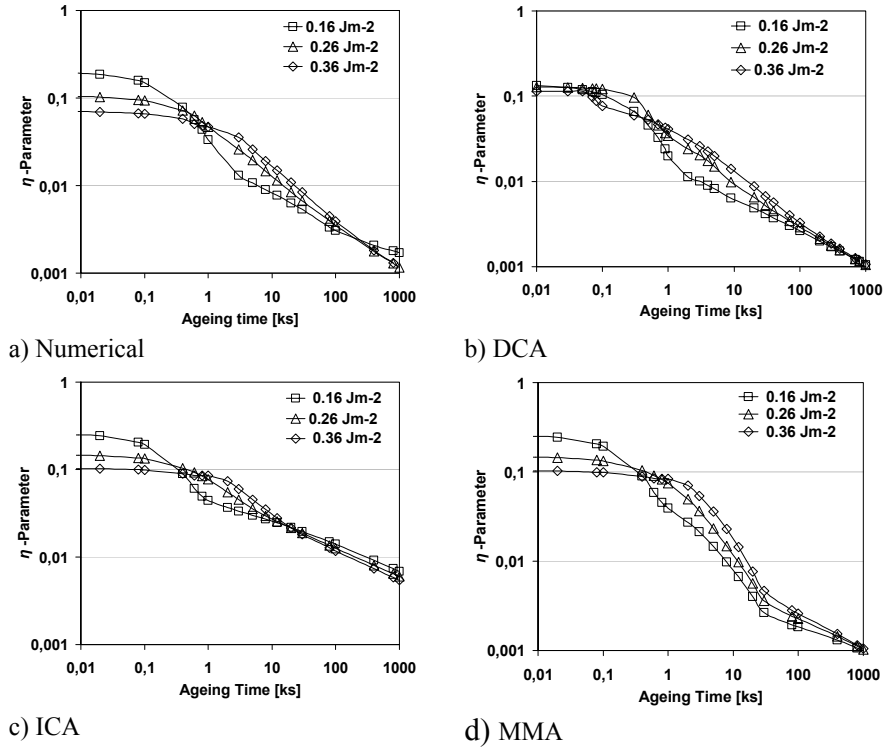 1
0.16 Jm-2
0.26 Jm-2
0.36 Jm-2
0,1
0,01
0,001
η -Parameter
0,01 0,1 1 10 100 1000
Ageing time [ks]
a) Numerical
1
0.16 Jm-2
0.26 Jm-2
0.36 Jm-2
0,1
0,01
0,001
η -Parameter
0,01 0,1 1 10 100 1000
Ageing Time [ks]
b) DCA
1
0.16 Jm-2
0.26 Jm-2
0.36 Jm-2
0,1
0,01
0,001
η -Parameter
0,01 0,1 1 10 100 1000
Ageing Time [ks]
c) ICA
1
0.16 Jm-2
0.26 Jm-2
0.36 Jm-2
0,1
0,01
0,001
η -Parameter
0,01 0,1 1 10 100 1000
Ageing Time [ks]
d) MMA